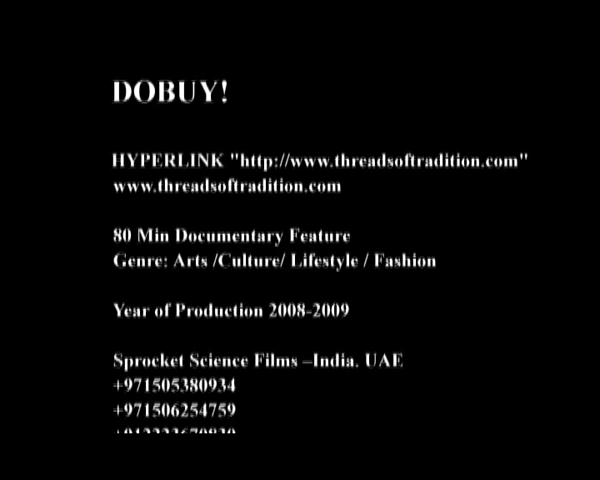 DOBUY!
HYPERLINK "http://www.threadsoftradition.com"
www.threadsoftradition.com
80 Min Documentary Feature
Genre: Arts /Culture/ Lifestyle / Fashion
Year of Production 2008-2009
Sprocket Science Films –India. UAE
+971505380934
+971506254759